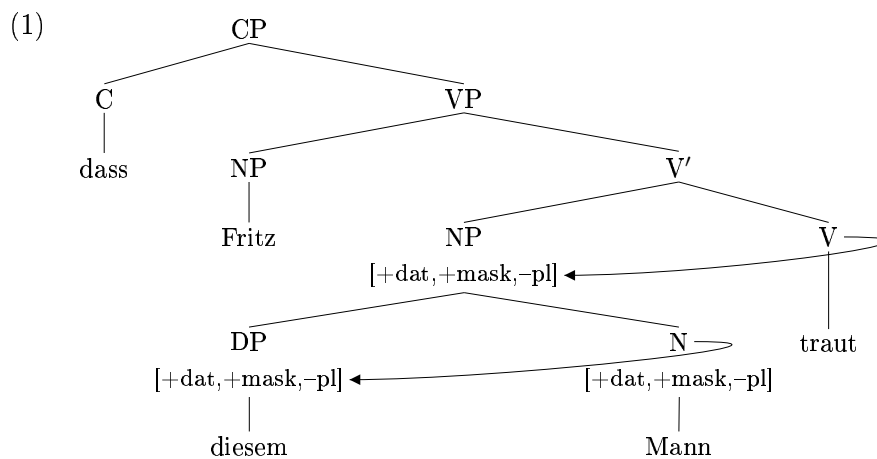 (1) CP
C VP
dass NP V′
Fritz NP V
[+dat,+mask,–pl]
DP N traut
[+dat,+mask,–pl] [+dat,+mask,–pl]
diesem Mann